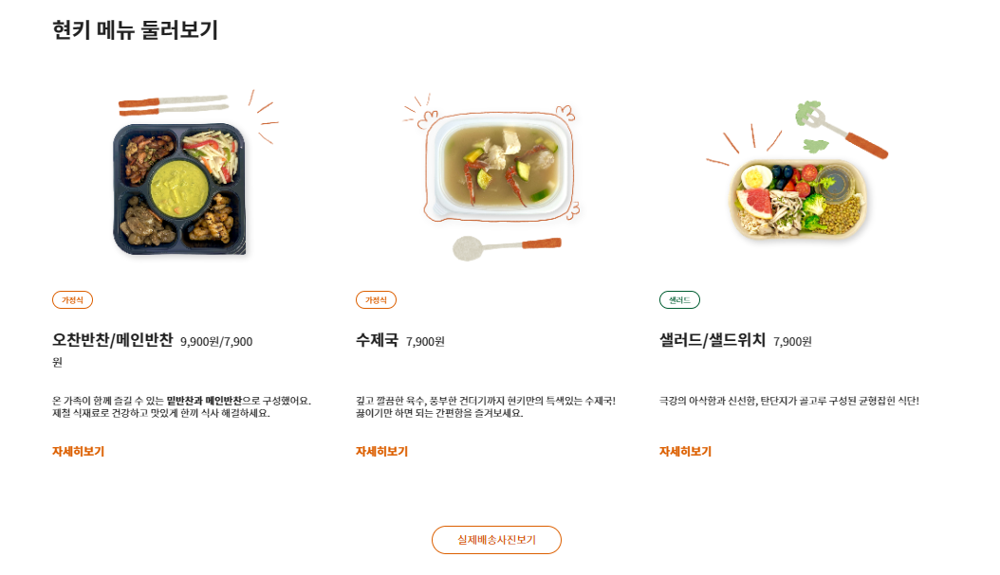 현키 메뉴 둘러보기
가정식
오찬반찬/메인반찬 9,900원/7,900
원
온 가족이 함께 즐길 수 있는 밑반찬과 메인반찬으로 구성했어요.
제철 식재료로 건강하고 맛있게 한끼 식사 해결하세요.
자세히보기
가정식
수제국 7,900원
깊고 깔끔한 육수, 풍부한 건더기까지 현키만의 특색있는 수제국!
끓이기만 하면 되는 간편함을 즐겨보세요.
자세히보기
샐러드
샐러드/샐드위치 7,900원
극강의 아삭함과 신선함, 탄단지가 골고루 구성된 균형잡힌 식단!
자세히보기
실제배송사진보기